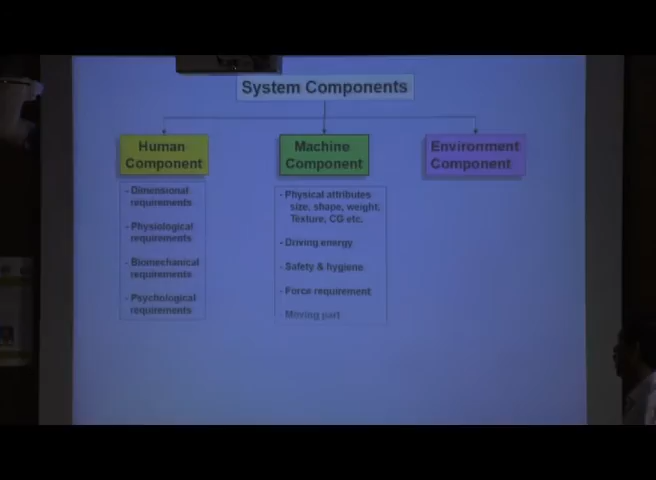 System Components
Human
Component
- Dimensional
requirements
- Physiological
requirements
- Biomechanical
requirements
- Psychological
requirements
Machine
Component
- Physical attributes
size, shape, weight,
Texture, CG etc.
- Driving energy
- Safety & hygiene
- Force requirement
- Moving part
Environment
Component